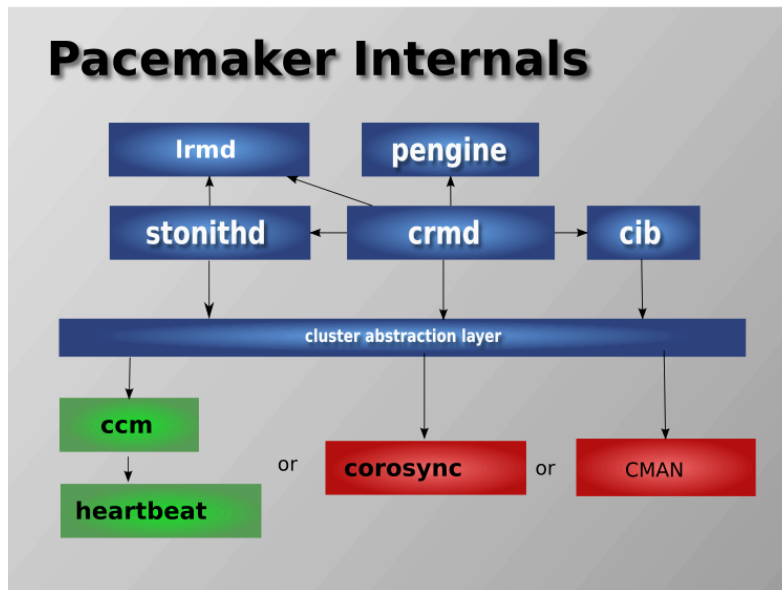 Pacemaker Internals
lrmd
pengine
stonithd
crmd
cib
cluster abstraction layer
ccm
or
corosync
or
CMAN
heartbeat